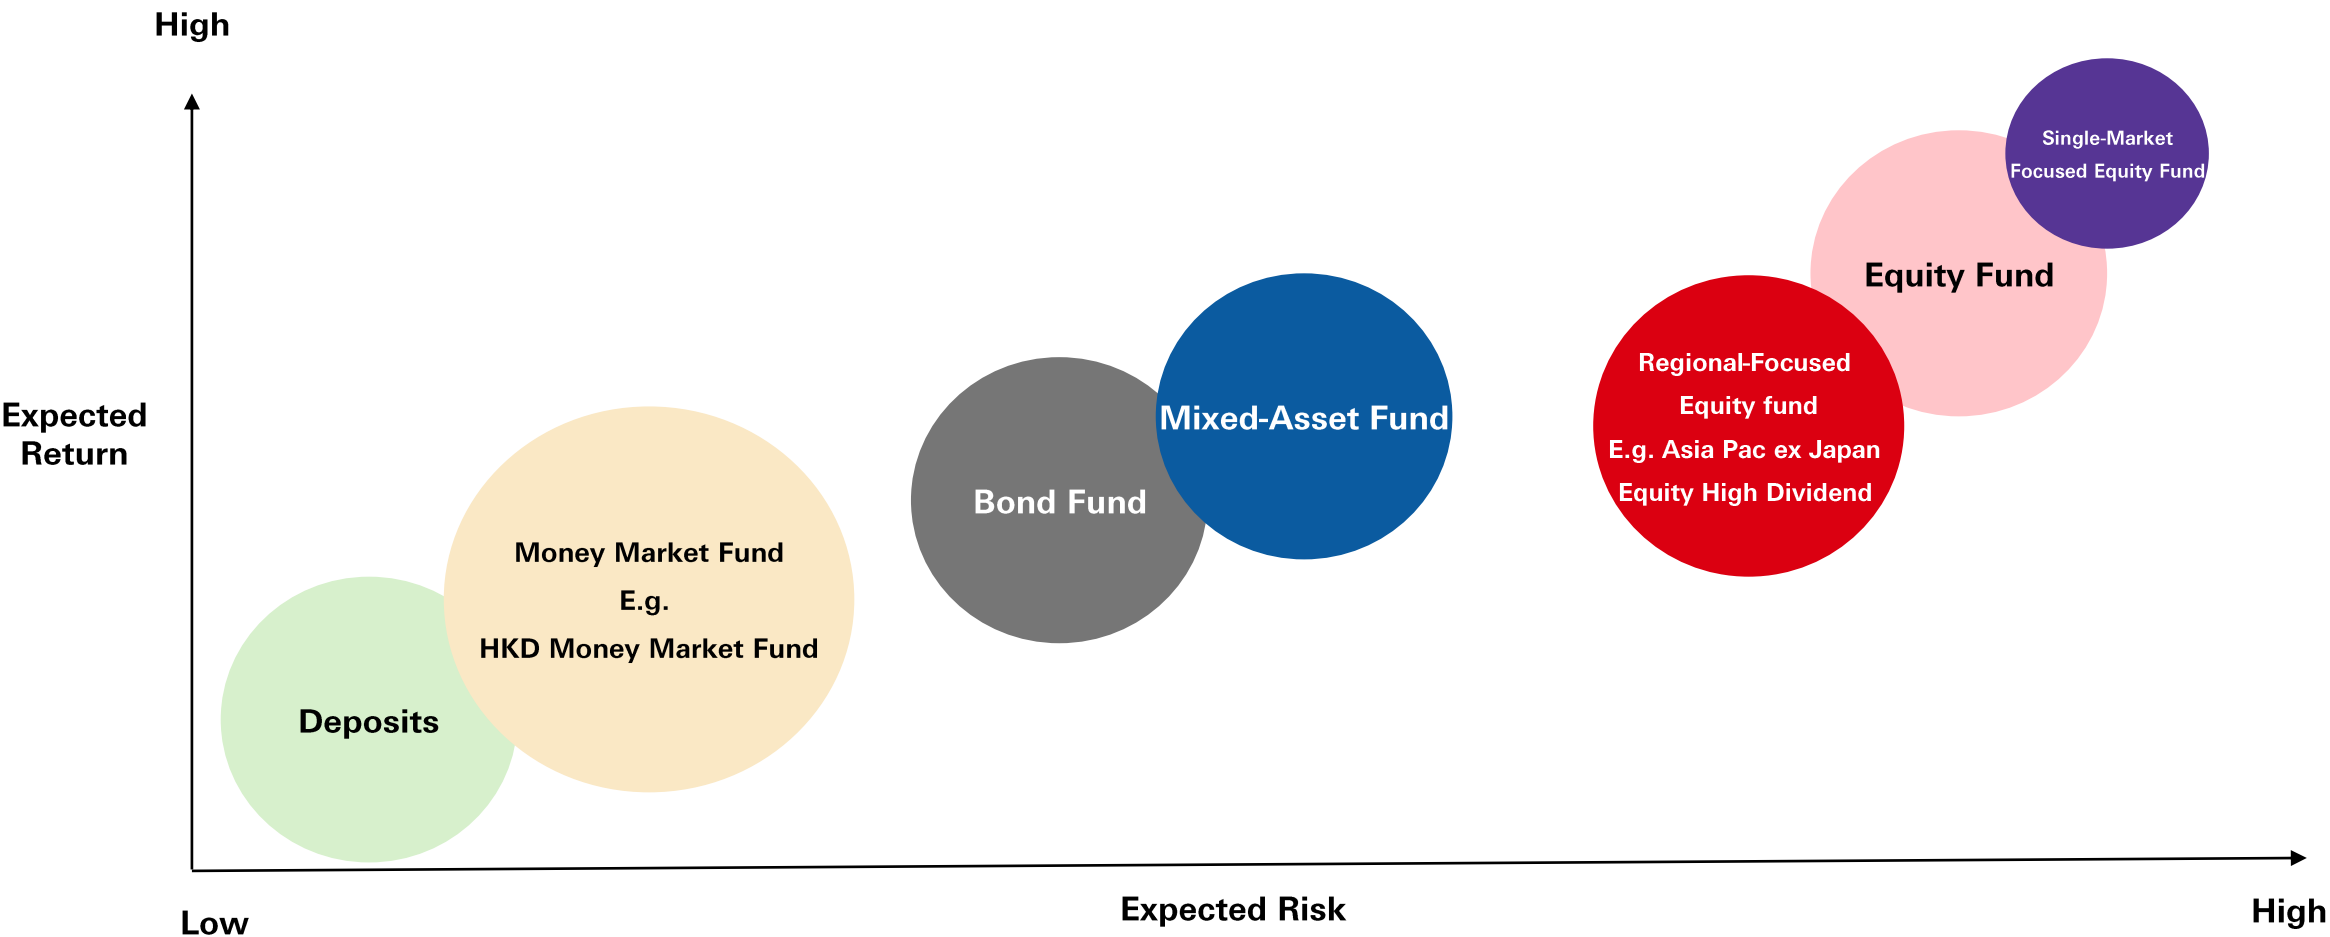 High
Single-Market
Focused Equity Fund
Equity Fund
Regional-Focused
Equity fund
E.g. Asia Pac ex Japan
Equity High Dividend
Mixed-Asset Fund
Expected
Return
Bond Fund
Money Market Fund
E.g.
HKD Money Market Fund
Deposits
Low
Expected Risk
High